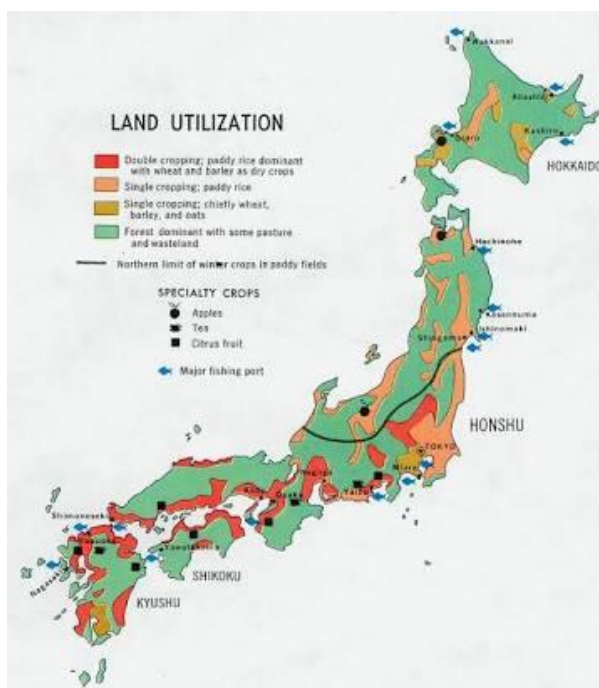 LAND UTILIZATION
Double cropping; paddy rice dominant
with wheat and barley as dry crops
Single cropping; paddy rice
Single cropping; chiefly wheat,
barley, and oats
Forest dominant with some pasture
and wasteland
Northern limit of winter crops in paddy fields
SPECIALTY CROPS
Apples
Tea
Citrus fruit
Major fishing port
Wakkanai
Kushiro
HOKKAIDO
Hachinohe
Kesennuma
Ishinomaki
Shiogama
HONSHU
TOKYO
Nagoya
Yaizu
Kobe
Osaka
Shimonoseki
Nagasaki
SHIKOKU
KYUSHU